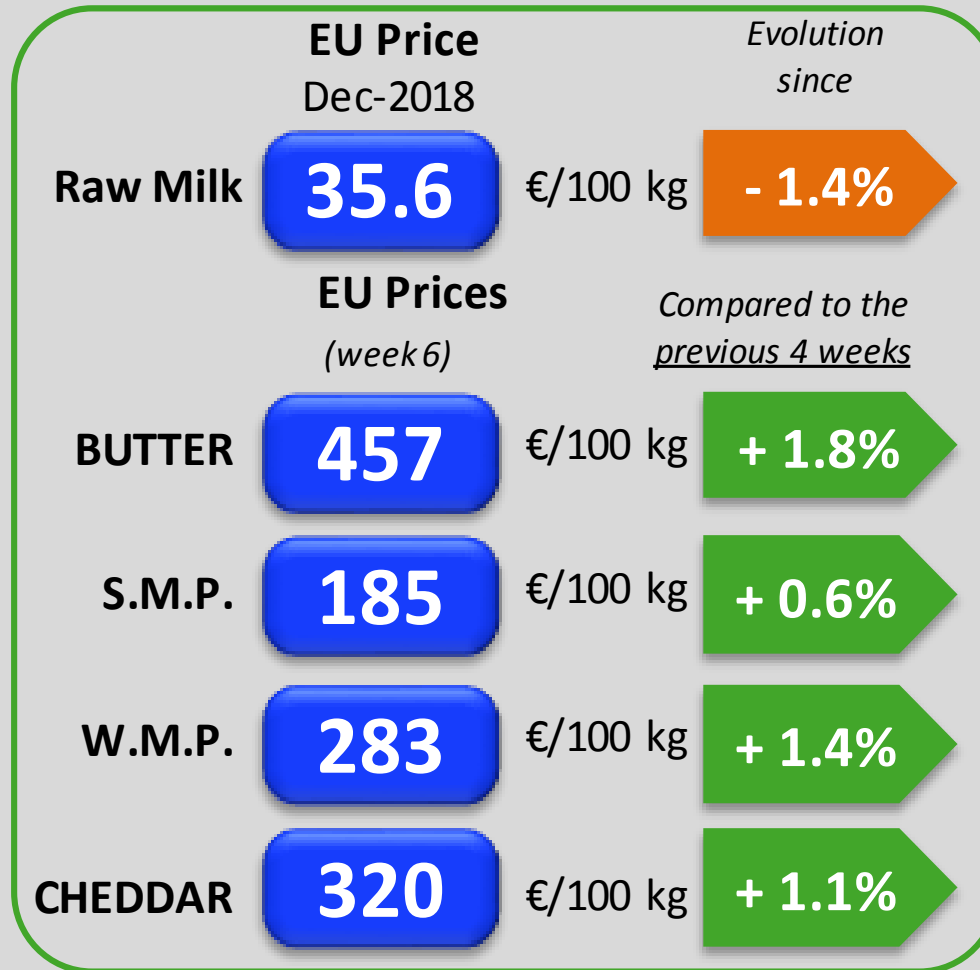 EU Price
Dec-2018
Evolution
since
Raw Milk 35.6 €/100 kg - 1.4%
EU Prices
(week 6)
Compared to the
previous 4 weeks
BUTTER 457 €/100 kg + 1.8%
S.M.P. 185 €/100 kg + 0.6%
W.M.P. 283 €/100 kg + 1.4%
CHEDDAR 320 €/100 kg + 1.1%